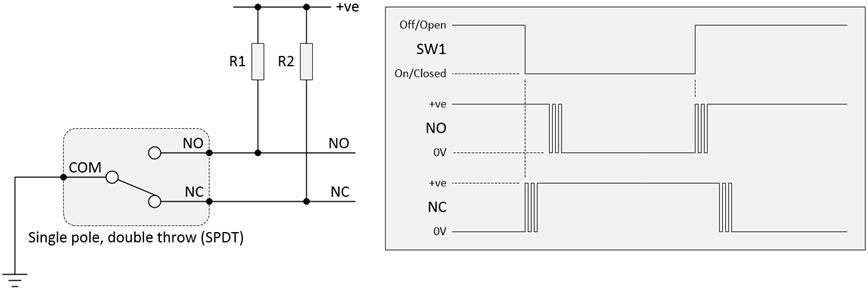 +ve
R1
R2
NO
NO
COM
NC
NC
Single pole, double throw (SPDT)
Off/Open
SW1
On/Closed
+ve
NO
0V
+ve
NC
0V